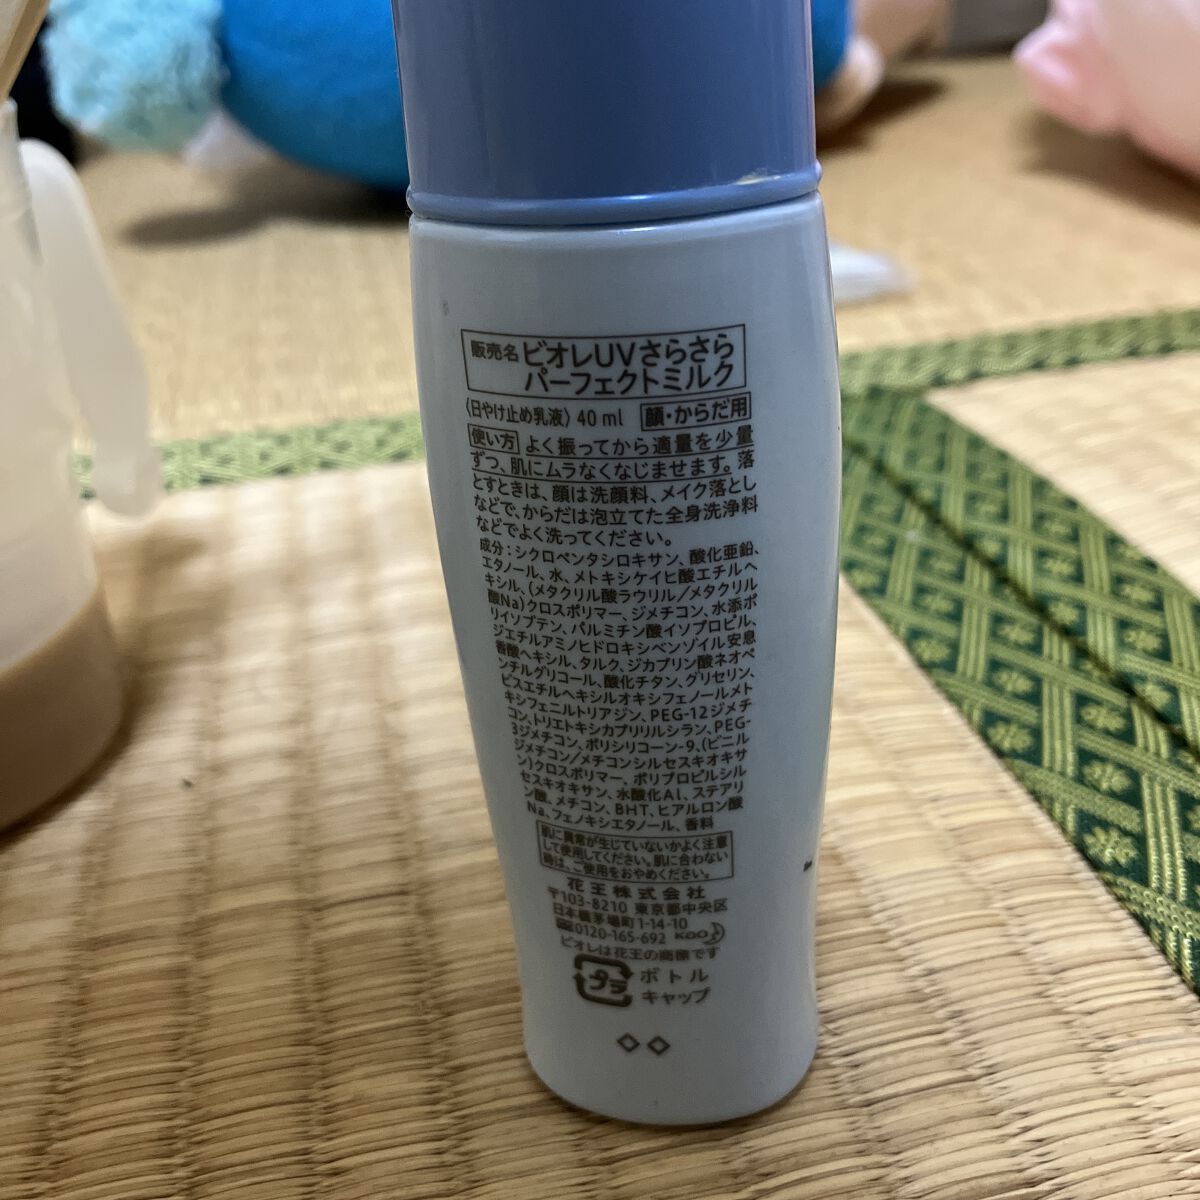 販売名 ビオレUVさらさら
パーフェクトミルク
〈日やけ止め乳液〉 40 ml 顔・からだ用
使い方 よく振ってから適量を少量
ずつ、肌にムラなくなじませます。落
とすときは、顔は洗顔料、メイク落とし
などで、からだは泡立てた全身洗浄料
などでよく洗ってください。
成分：シクロペンタシロキサン、酸化亜鉛、
エタノール、水、メトキシケイヒ酸エチルヘ
キシル、(メタクリル酸ラウリル/メタクリル
酸Na)クロスポリマー、ジメチコン、水添ポ
リイソブテン、パルミチン酸イソプロピル、
ジエチルアミノヒドロキシベンゾイル安息
香酸ヘキシル、タルク、ジカプリン酸ネオペ
ンチルグリコール、酸化チタン、グリセリン、
ビスエチルヘキシルオキシフェノールメト
キシフェニルトリアジン、PEG-12ジメチ
コン、トリエトキシカプリリルシラン、PEG-
3ジメチコン、ポリシリコーン-9、(ビニル
ジメチコン/メチコンシルセスキオキサ
ン)クロスポリマー、ポリプロピルシル
セスキオキサン、水酸化Al、ステアリ
ン酸、メチコン、BHT、ヒアルロン酸
Na、フェノキシエタノール、香料
肌に異常が生じていないかよく注意
して使用してください。肌に合わない
時は、ご使用をおやめください。
花王株式会社
〒103-8210 東京都中央区
日本橋茅場町1-14-10
0120-165-692 Kao
ビオレは花王の商標です
プラ ボトル
キャップ